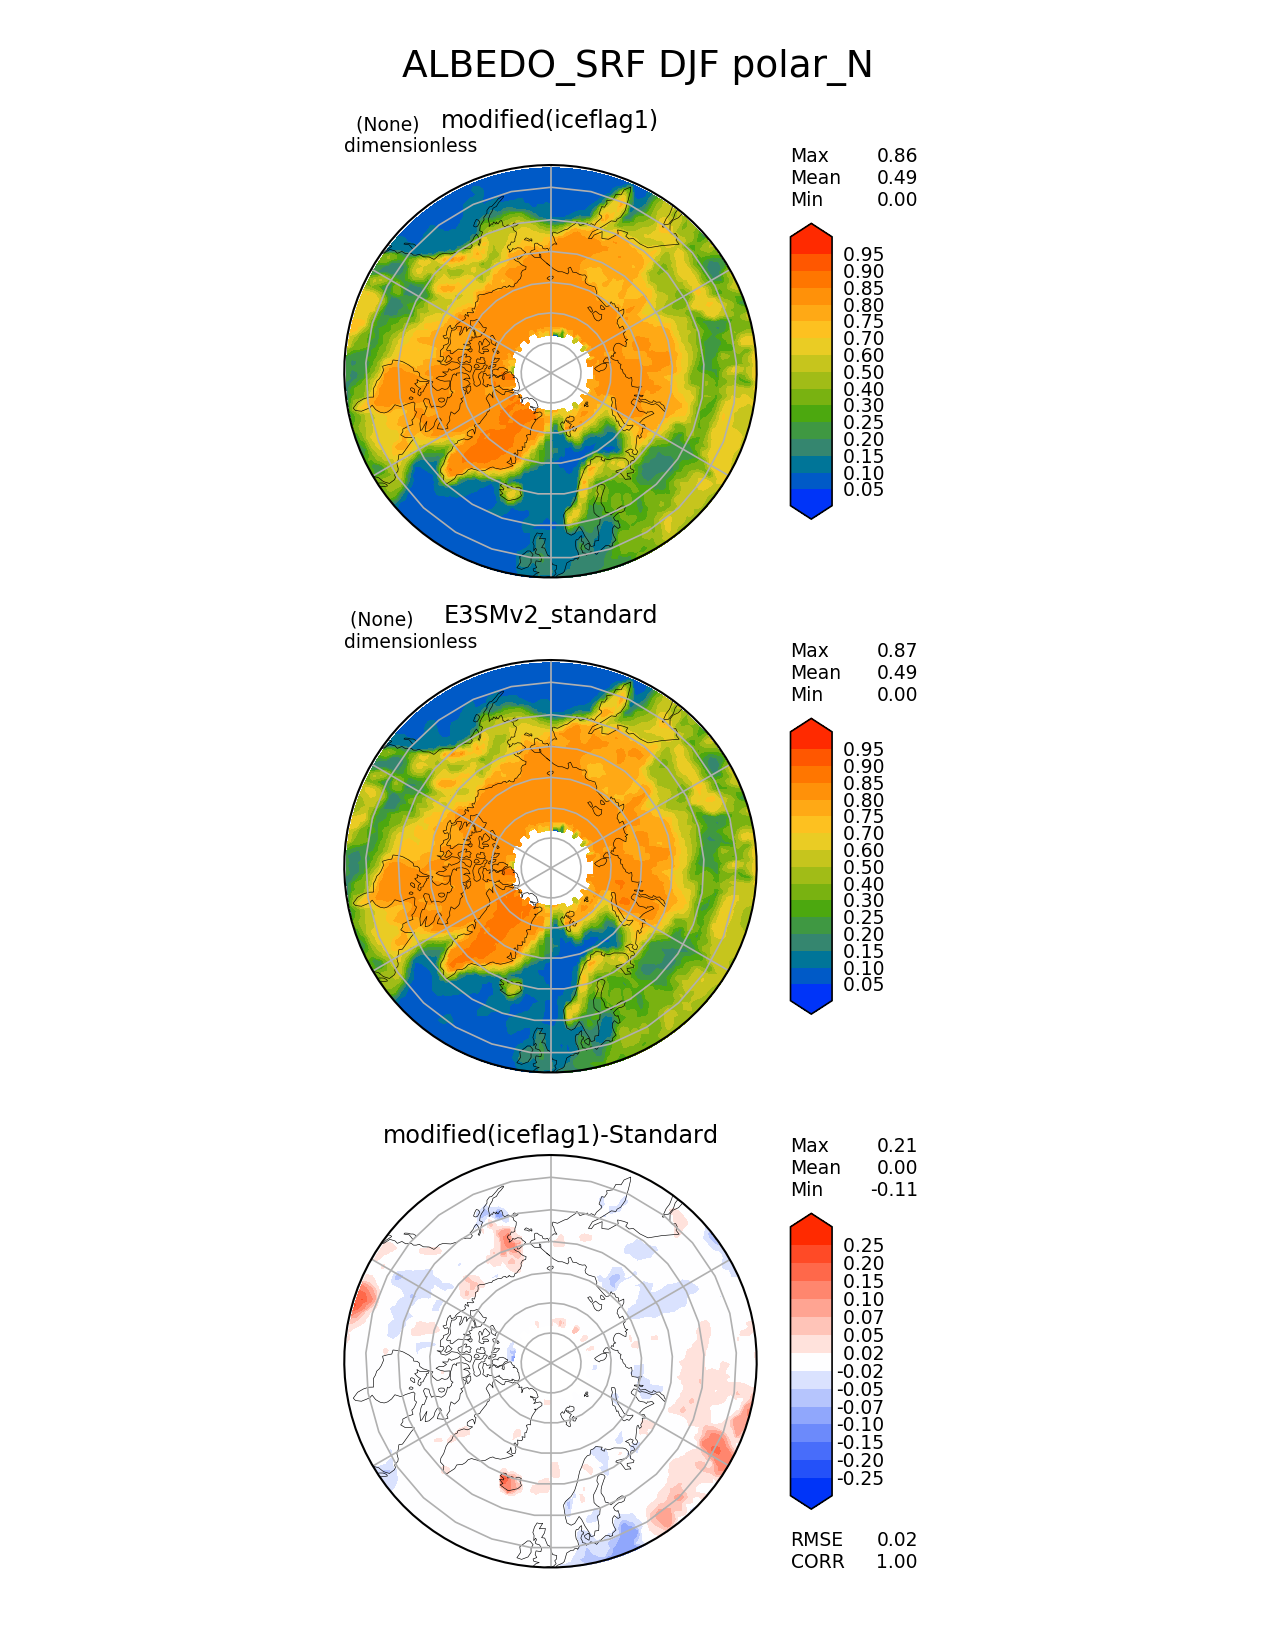 ALBEDO_SRF DJF polar_N
(None) modified(iceflag1)
dimensionless
Max 0.86
Mean 0.49
Min 0.00
0.95
0.90
0.85
0.80
0.75
0.70
0.60
0.50
0.40
0.30
0.25
0.20
0.15
0.10
0.05
(None) E3SMv2_standard
dimensionless
Max 0.87
Mean 0.49
Min 0.00
0.95
0.90
0.85
0.80
0.75
0.70
0.60
0.50
0.40
0.30
0.25
0.20
0.15
0.10
0.05
modified(iceflag1)-Standard
Max 0.21
Mean 0.00
Min -0.11
0.25
0.20
0.15
0.10
0.07
0.05
0.02
-0.02
-0.05
-0.07
-0.10
-0.15
-0.20
-0.25
RMSE 0.02
CORR 1.00